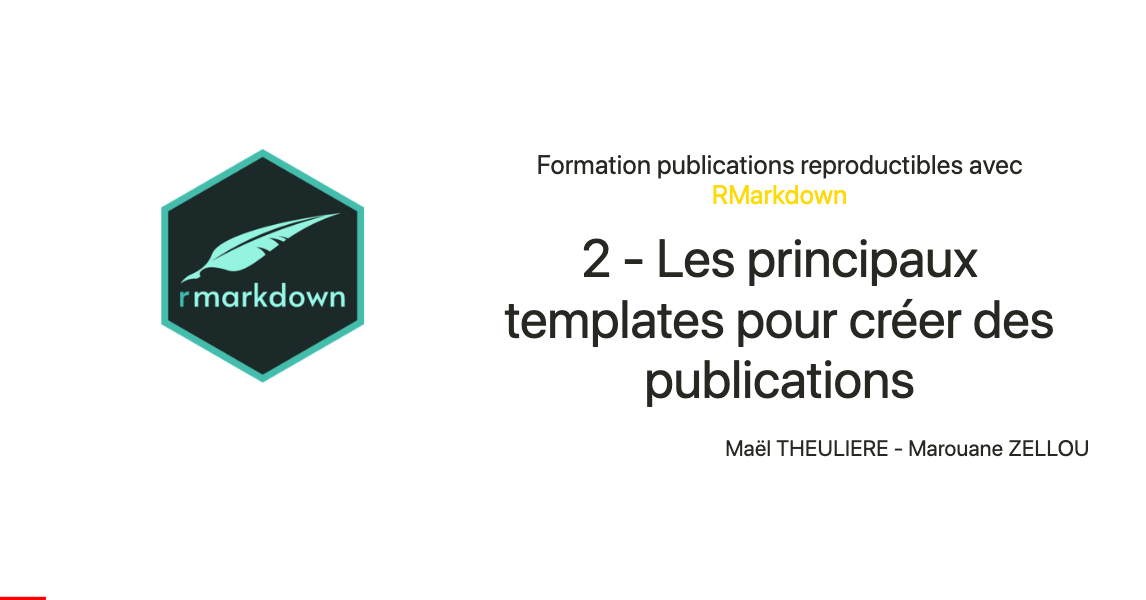 rmarkdown
Formation publications reproductibles avec
RMarkdown
2 - Les principaux
templates pour créer des
publications
Maël THEULIERE - Marouane ZELLOU